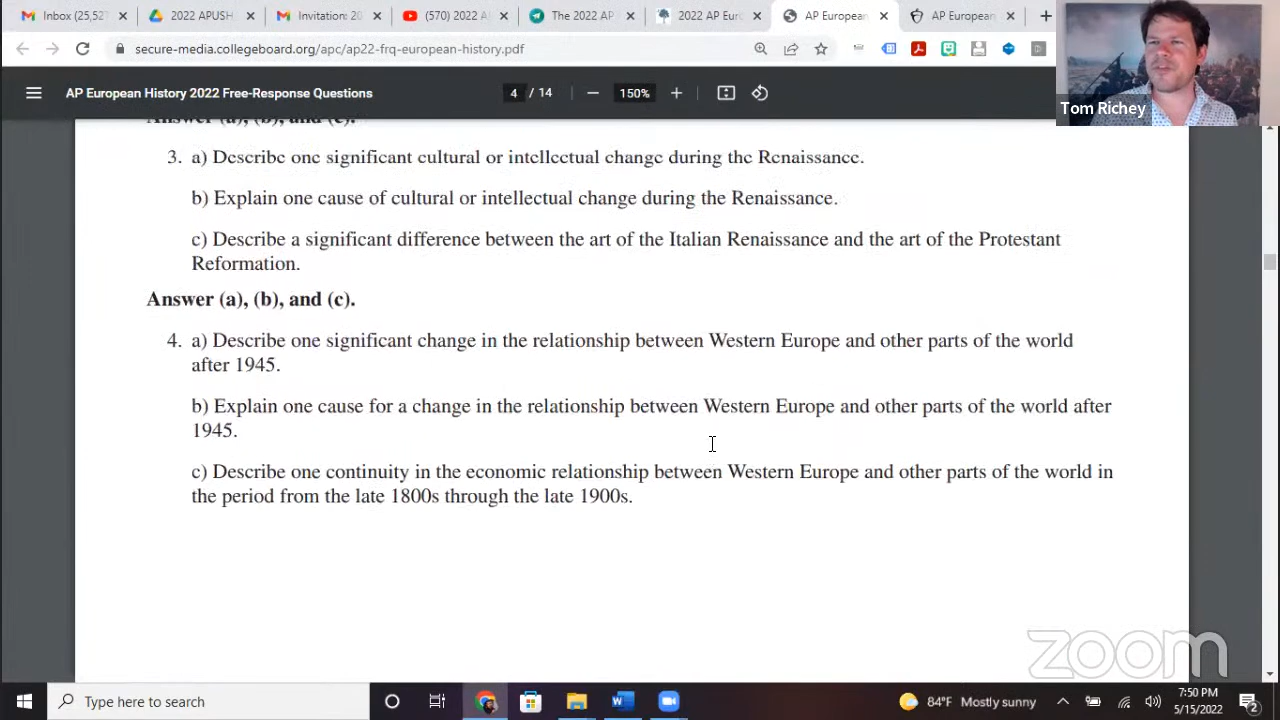 Inbox (25,52
2022 APUSH
Invitation: 20
(570) 2022 A
The 2022 AP
2022 AP Euro
AP European
AP European
secure-media.collegeboard.org/apc/ap22-frq-european-history.pdf
AP European History 2022 Free-Response Questions
4 / 14
150%
Tom Richey
Answer (a), (b), and (c).
3. a) Describe one significant cultural or intellectual change during the Renaissance.
b) Explain one cause of cultural or intellectual change during the Renaissance.
c) Describe a significant difference between the art of the Italian Renaissance and the art of the Protestant
Reformation.
Answer (a), (b), and (c).
4. a) Describe one significant change in the relationship between Western Europe and other parts of the world
after 1945.
b) Explain one cause for a change in the relationship between Western Europe and other parts of the world after
1945.
c) Describe one continuity in the economic relationship between Western Europe and other parts of the world in
the period from the late 1800s through the late 1900s.
zoom
Type here to search
84°F Mostly sunny
7:50 PM
5/15/2022
2